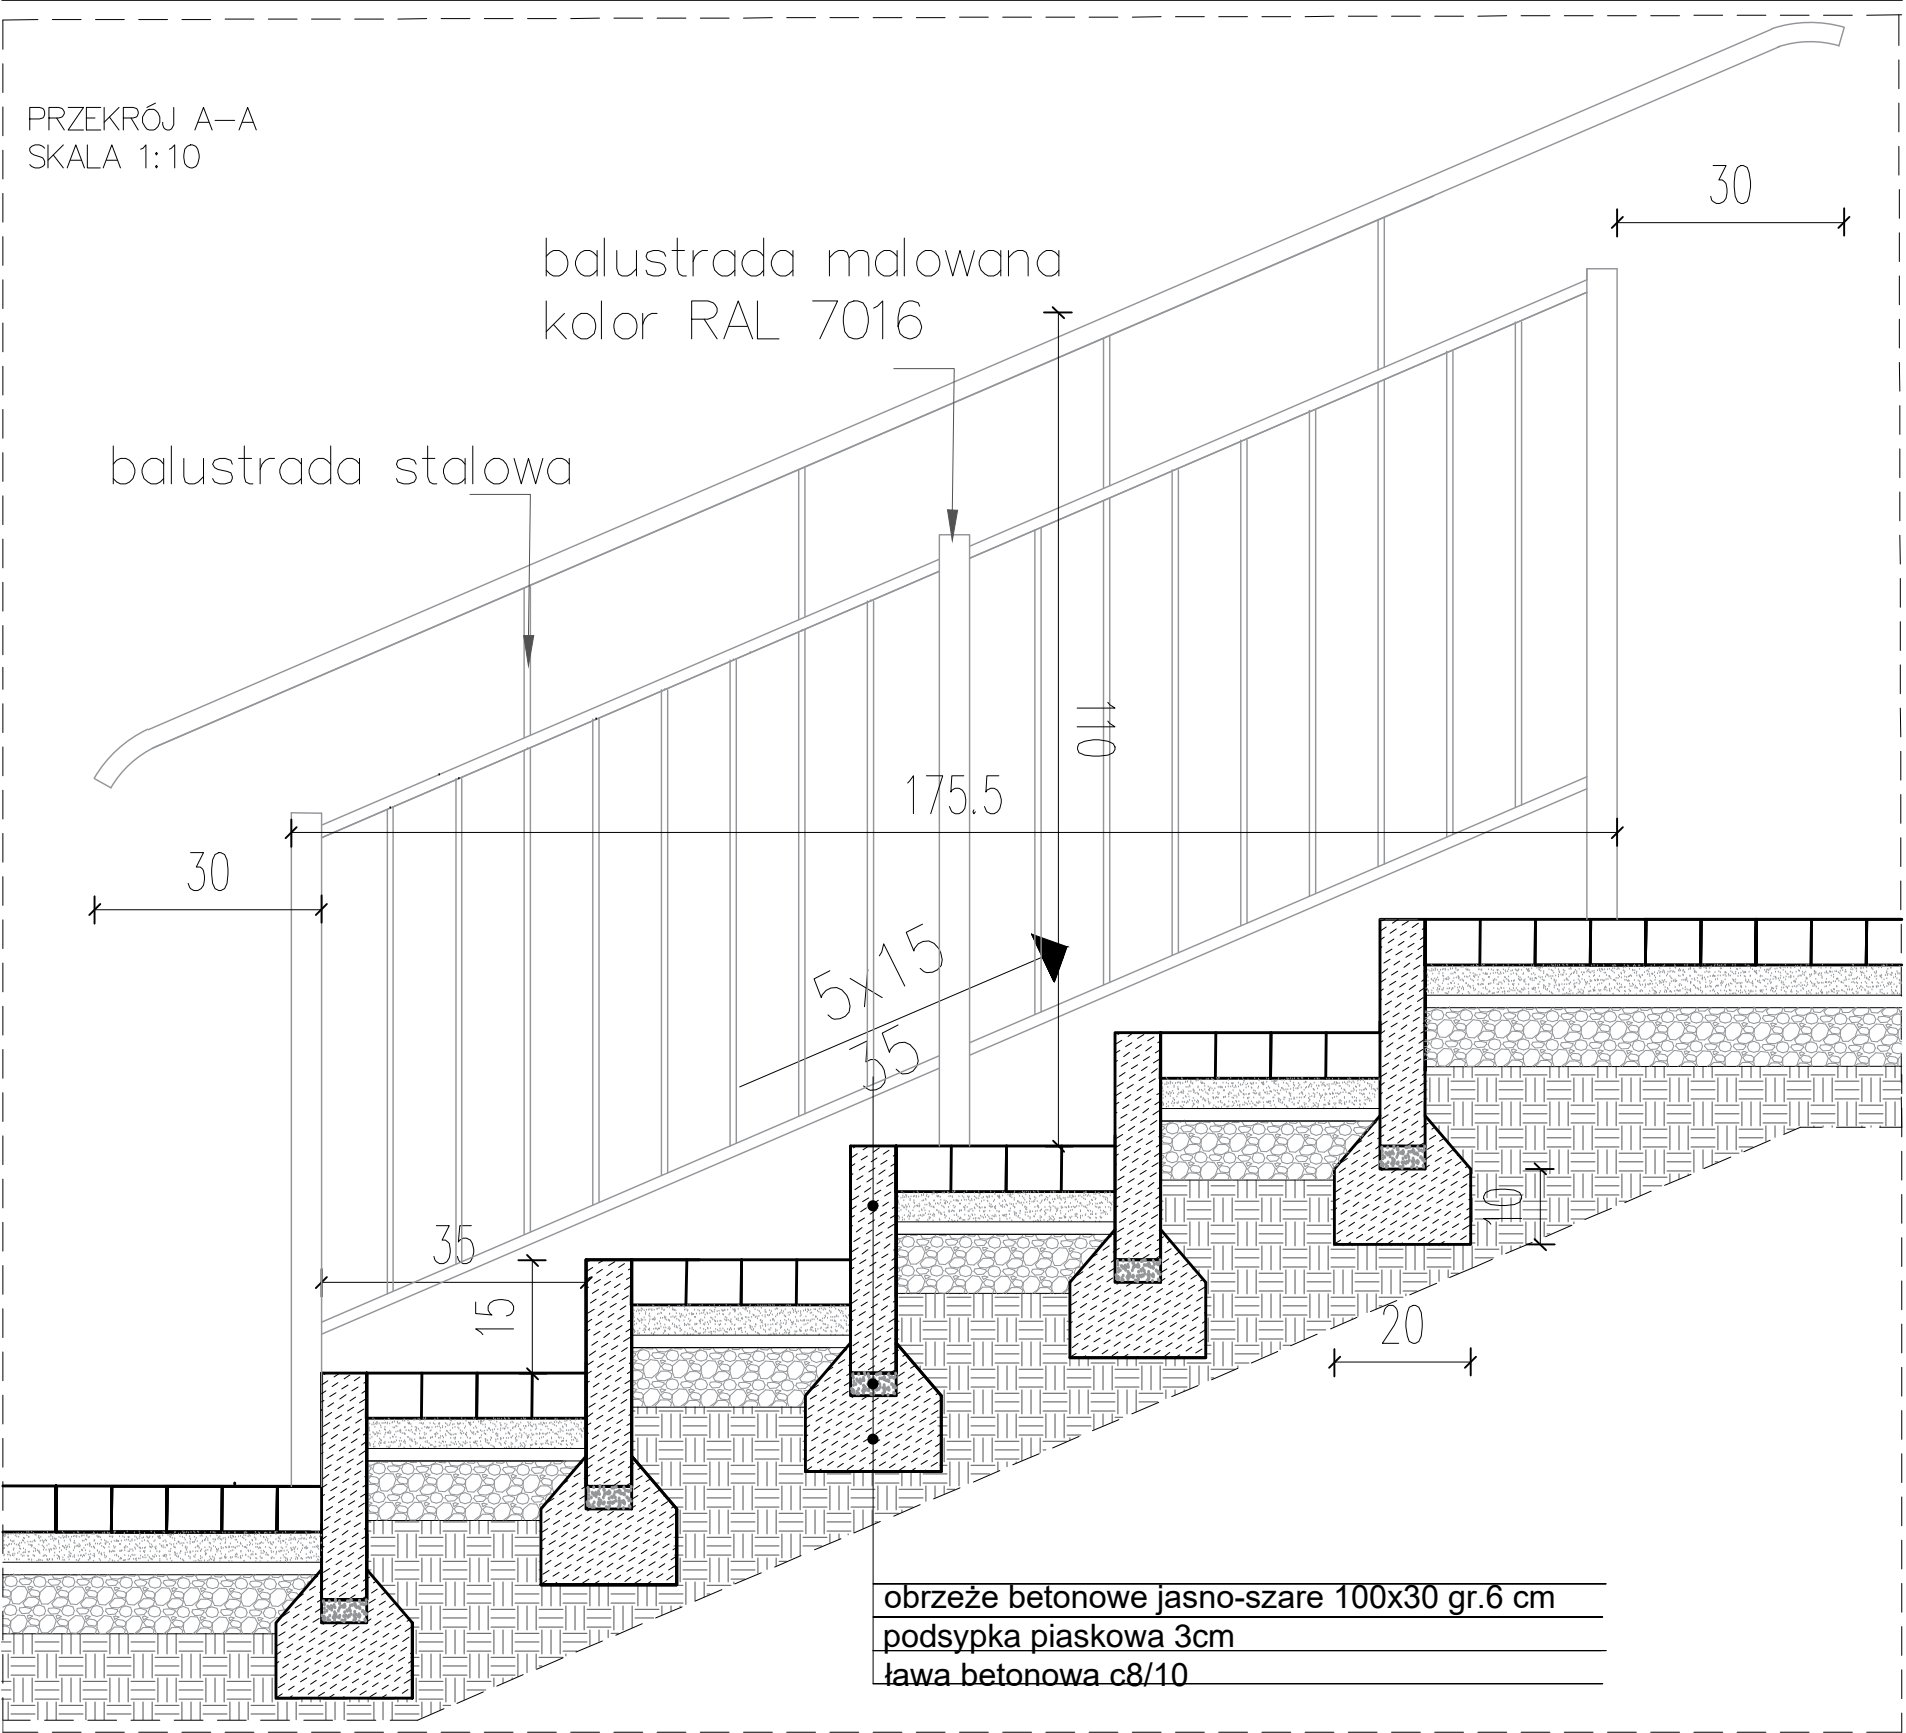 PRZEKRÓJ A-A
SKALA 1:10
30
balustrada malowana
kolor RAL 7016
balustrada stalowa
110
175.5
30
5x15
35
35
15
10
20
obrzeże betonowe jasno-szare 100x30 gr.6 cm
podsypka piaskowa 3cm
ława betonowa c8/10